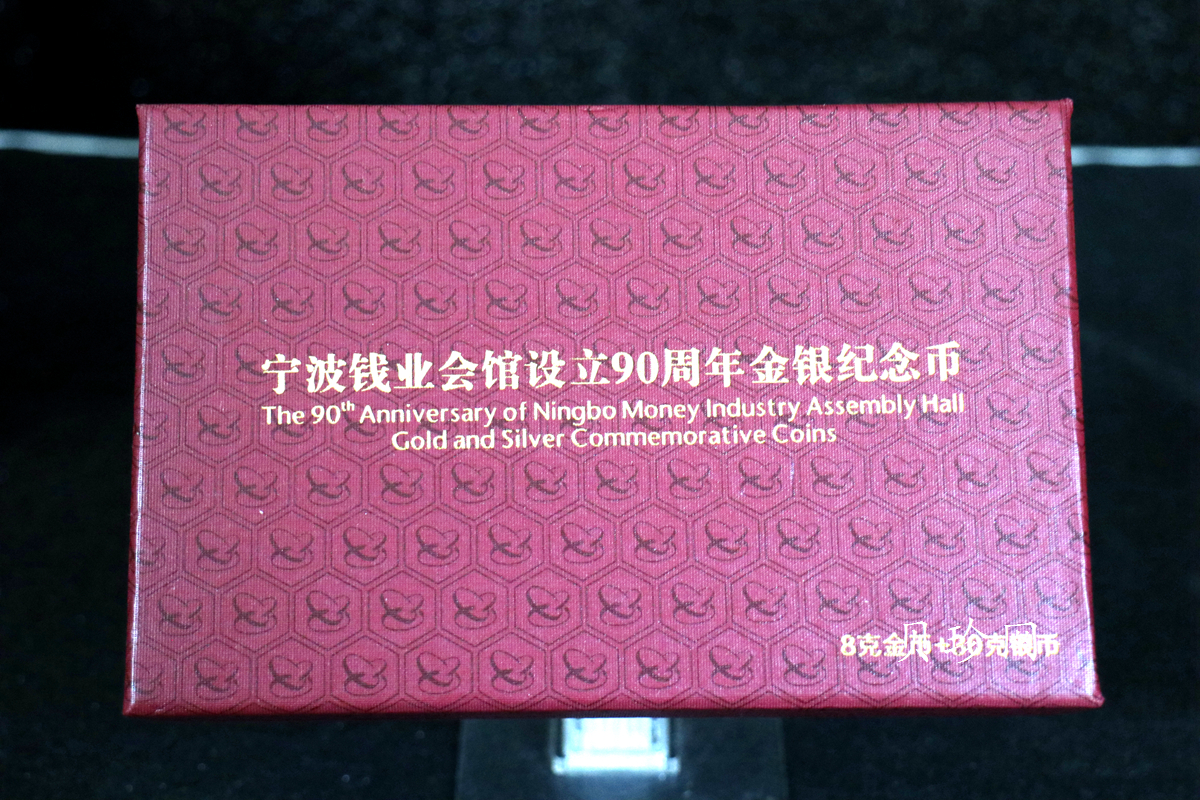 宁波钱业会馆设立90周年金银纪念币
The 90th Anniversary of Ningbo Money Industry Assembly Hall
Gold and Silver Commemorative Coins
8克金币+30克银币